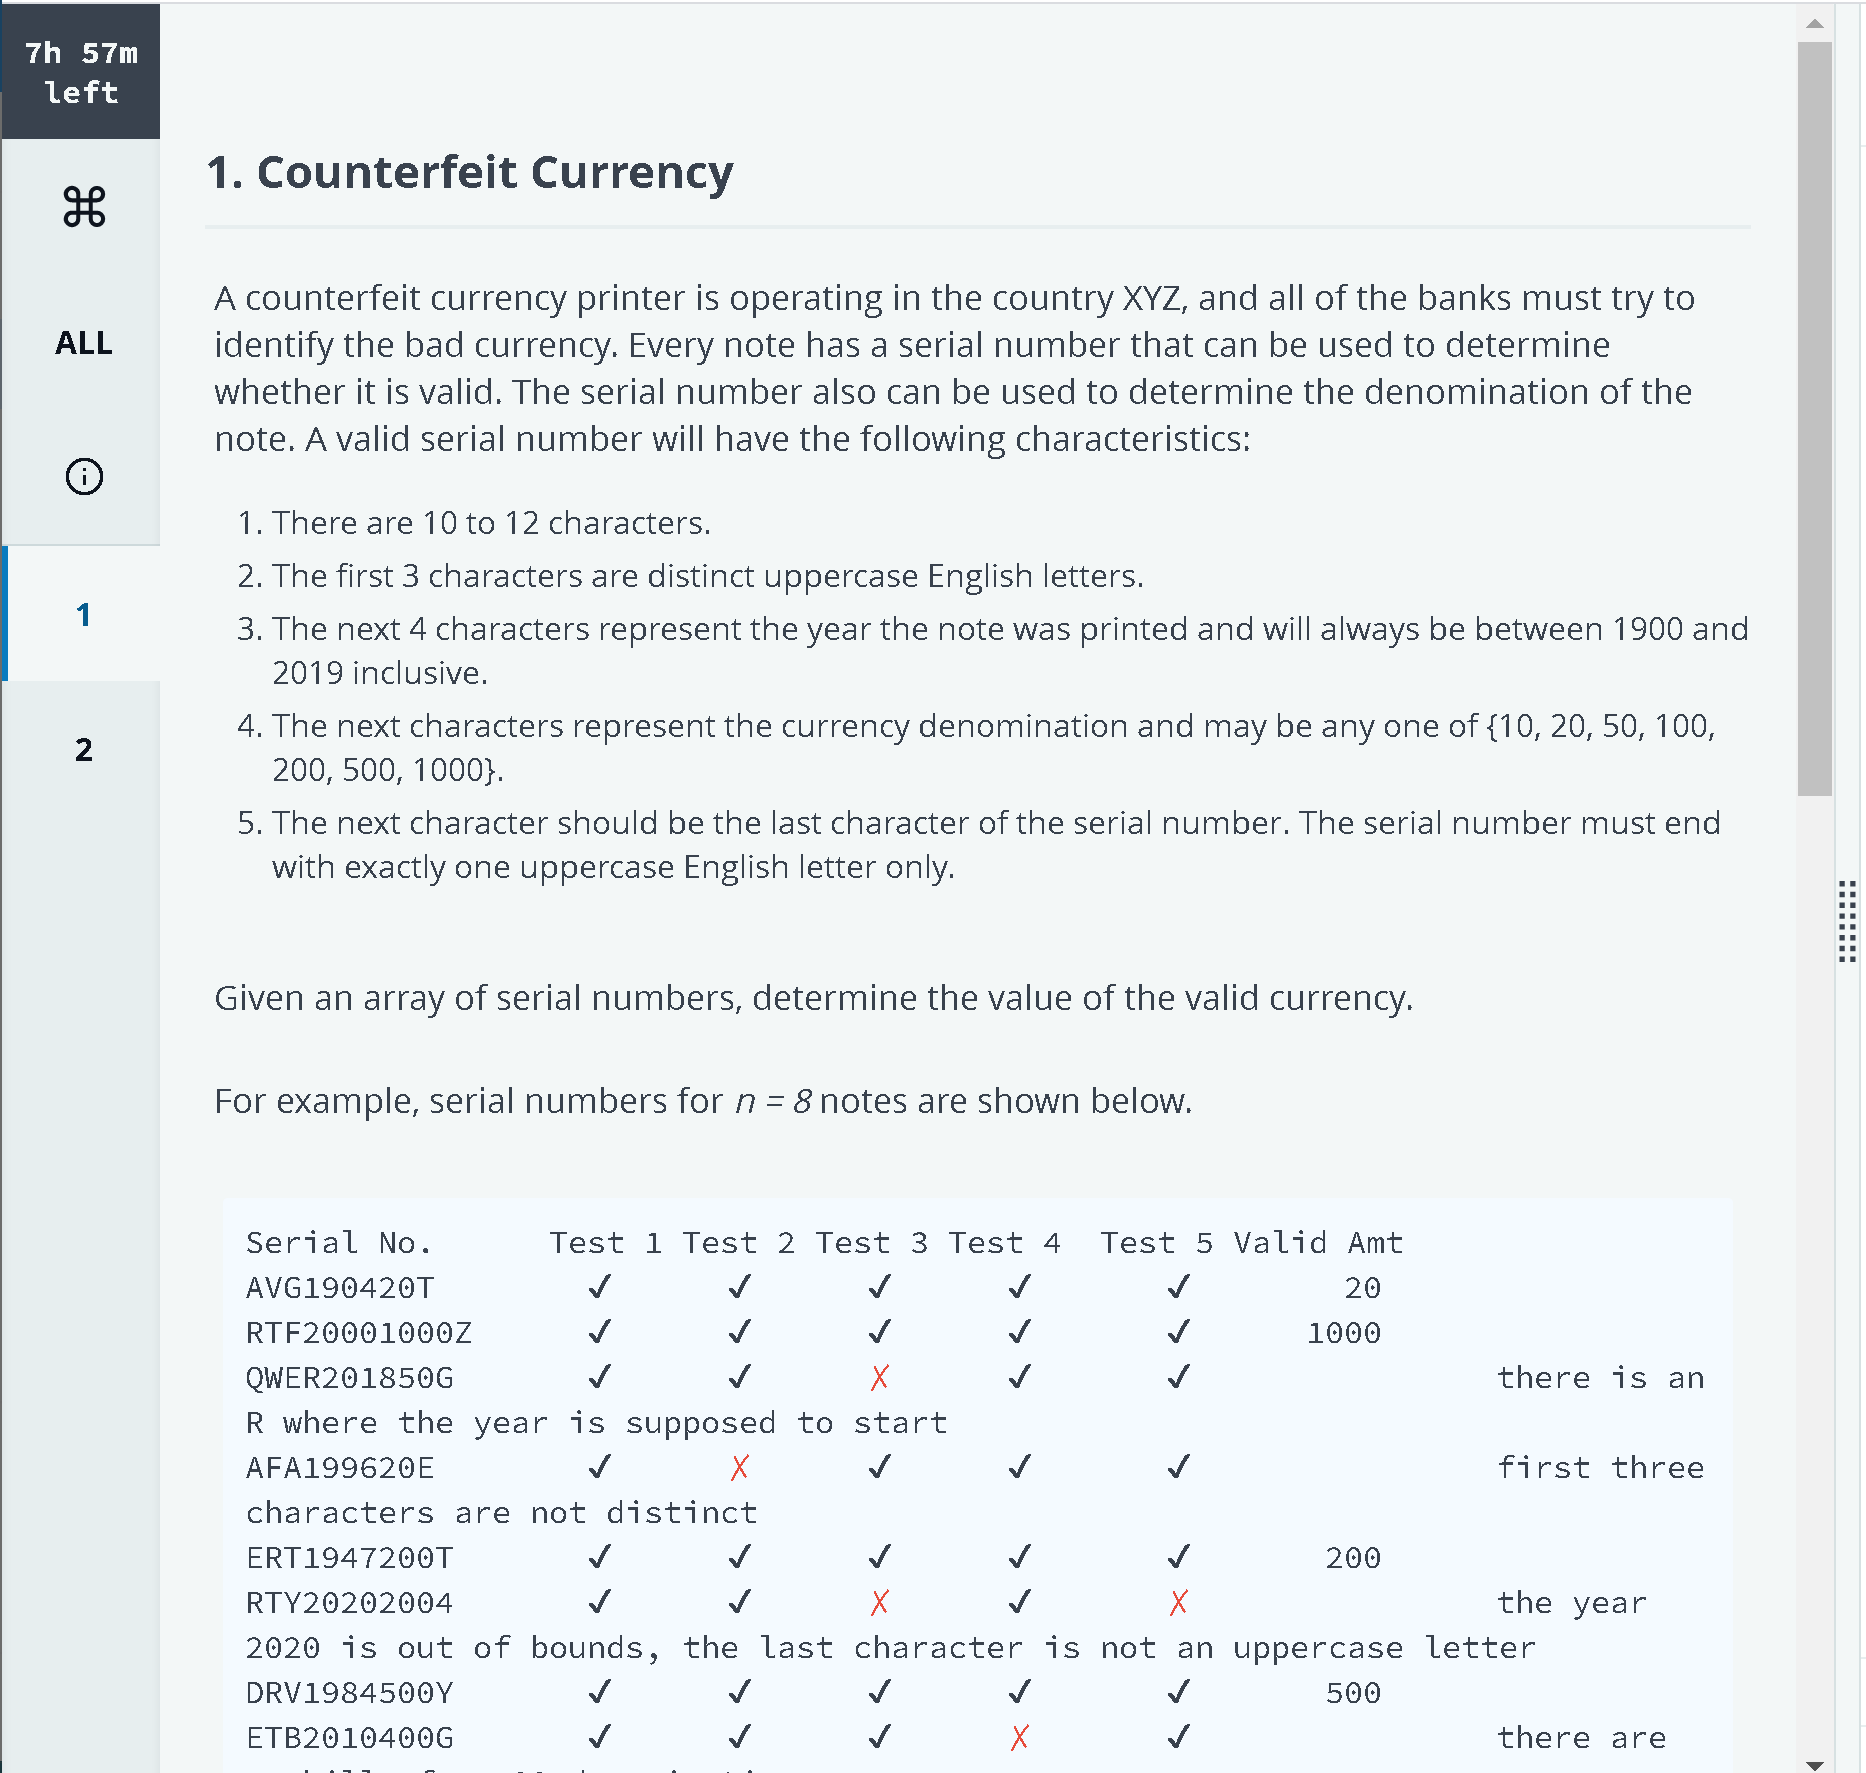 7h 57m
left
ALL
1
2
1. Counterfeit Currency
A counterfeit currency printer is operating in the country XYZ, and all of the banks must try to
identify the bad currency. Every note has a serial number that can be used to determine
whether it is valid. The serial number also can be used to determine the denomination of the
note. A valid serial number will have the following characteristics:
1. There are 10 to 12 characters.
2. The first 3 characters are distinct uppercase English letters.
3. The next 4 characters represent the year the note was printed and will always be between 1900 and
2019 inclusive.
4. The next characters represent the currency denomination and may be any one of {10, 20, 50, 100,
200, 500, 1000}.
5. The next character should be the last character of the serial number. The serial number must end
with exactly one uppercase English letter only.
Given an array of serial numbers, determine the value of the valid currency.
For example, serial numbers for n = 8 notes are shown below.
Serial No. Test 1 Test 2 Test 3 Test 4 Test 5 Valid Amt
AVG190420T ✓ ✓ ✓ ✓ ✓ 20
RTF20001000Z ✓ ✓ ✓ ✓ ✓ 1000
QWER201850G ✓ ✓ ✗ ✓ ✓ there is an
R where the year is supposed to start
AFA199620E ✓ ✗ ✓ ✓ ✓ first three
characters are not distinct
ERT1947200T ✓ ✓ ✓ ✓ ✓ 200
RTY20202004 ✓ ✓ ✗ ✓ ✗ the year
2020 is out of bounds, the last character is not an uppercase letter
DRV1984500Y ✓ ✓ ✓ ✓ ✓ 500
ETB2010400G ✓ ✓ ✓ ✗ ✓ there are